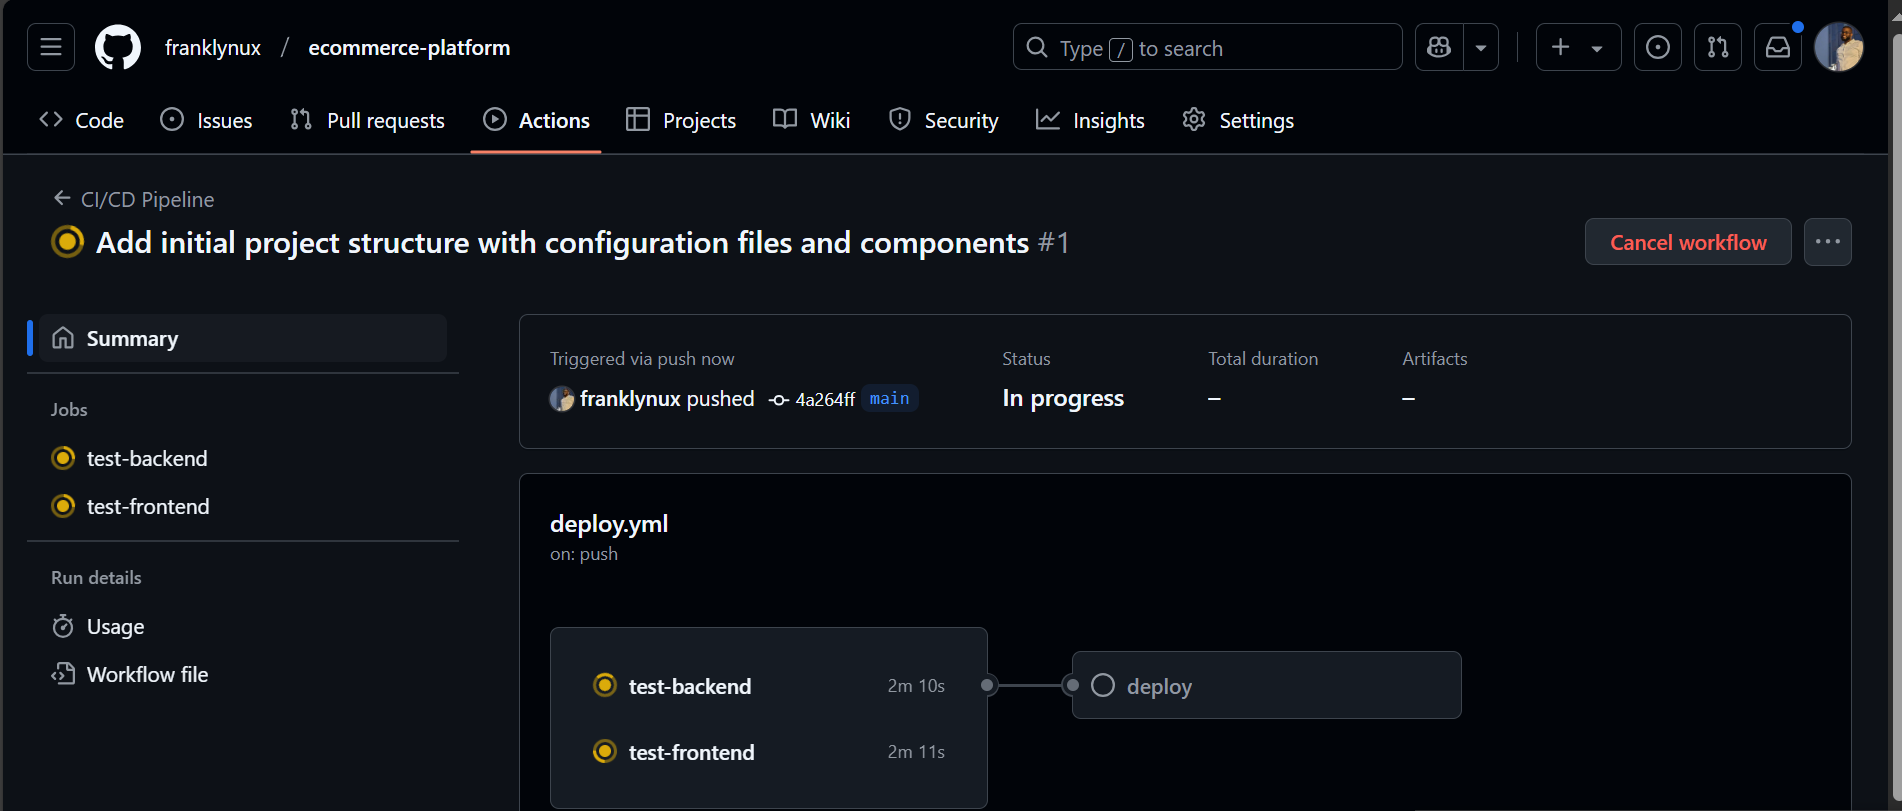 franklynux / ecommerce-platform
Type / to search
Code Issues Pull requests Actions Projects Wiki Security Insights Settings
CI/CD Pipeline
Add initial project structure with configuration files and components #1
Cancel workflow
Summary
Jobs
test-backend
test-frontend
Run details
Usage
Workflow file
Triggered via push now
franklynux pushed 4a264ff main
Status
In progress
Total duration
–
Artifacts
–
deploy.yml
on: push
test-backend 2m 10s
test-frontend 2m 11s
deploy